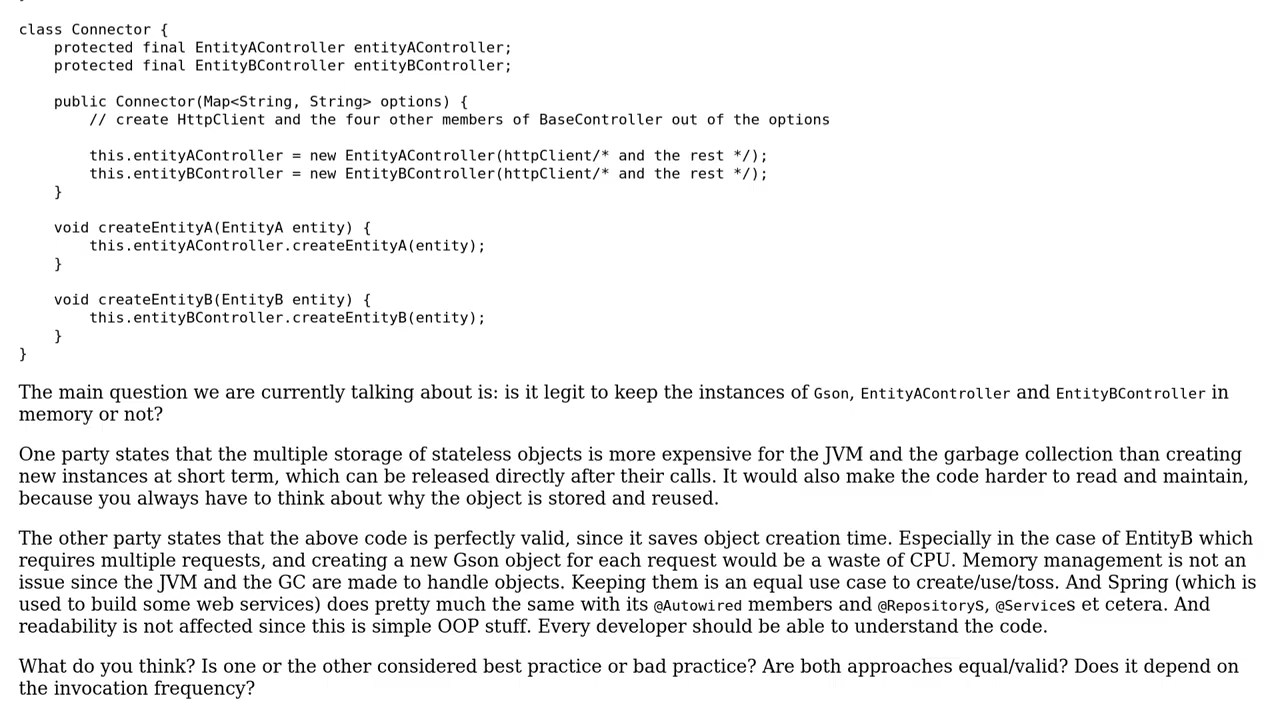 class Connector {
    protected final EntityAController entityAController;
    protected final EntityBController entityBController;

    public Connector(Map<String, String> options) {
        // create HttpClient and the four other members of BaseController out of the options

        this.entityAController = new EntityAController(httpClient/* and the rest */);
        this.entityBController = new EntityBController(httpClient/* and the rest */);
    }

    void createEntityA(EntityA entity) {
        this.entityAController.createEntityA(entity);
    }

    void createEntityB(EntityB entity) {
        this.entityBController.createEntityB(entity);
    }
}
The main question we are currently talking about is: is it legit to keep the instances of Gson, EntityAController and EntityBController in
memory or not?
One party states that the multiple storage of stateless objects is more expensive for the JVM and the garbage collection than creating
new instances at short term, which can be released directly after their calls. It would also make the code harder to read and maintain,
because you always have to think about why the object is stored and reused.
The other party states that the above code is perfectly valid, since it saves object creation time. Especially in the case of EntityB which
requires multiple requests, and creating a new Gson object for each request would be a waste of CPU. Memory management is not an
issue since the JVM and the GC are made to handle objects. Keeping them is an equal use case to create/use/toss. And Spring (which is
used to build some web services) does pretty much the same with its @Autowired members and @Repositorys, @Services et cetera. And
readability is not affected since this is simple OOP stuff. Every developer should be able to understand the code.
What do you think? Is one or the other considered best practice or bad practice? Are both approaches equal/valid? Does it depend on
the invocation frequency?